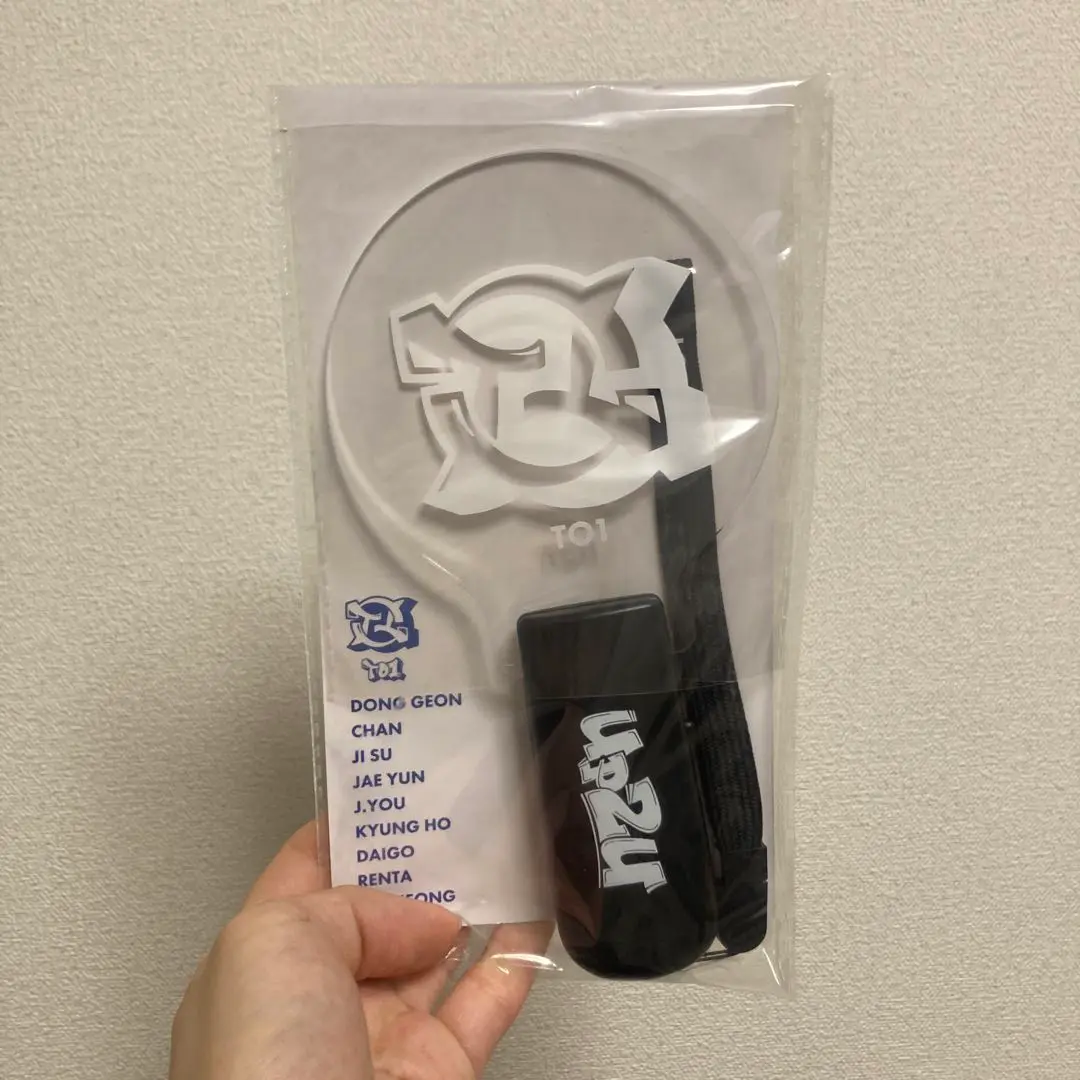 TO1
TO1
DONG GEON
CHAN
JI SU
JAE YUN
J.YOU
KYUNG HO
DAIGO
RENTA
up2u